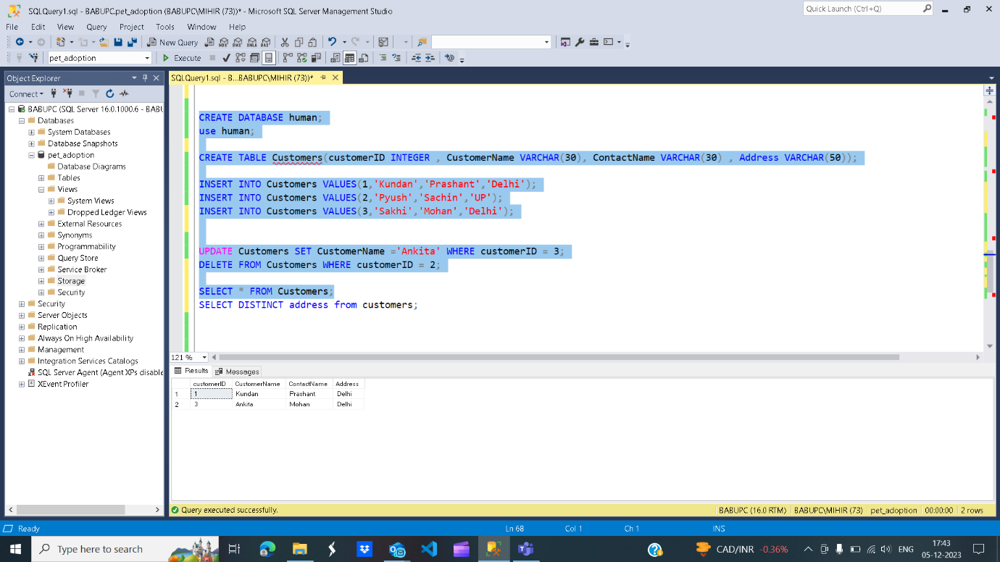 SQLQuery1.sql - BABUPC.pet_adoption (BABUPC\MIHIR (73))* - Microsoft SQL Server Management Studio
Quick Launch (Ctrl+Q)
File Edit View Query Project Tools Window Help
New Query
pet_adoption Execute
Object Explorer
SQLQuery1.sql - B...BABUPC\MIHIR (73))*
Connect
BABUPC (SQL Server 16.0.1000.6 - BABU
Databases
System Databases
Database Snapshots
pet_adoption
Database Diagrams
Tables
Views
System Views
Dropped Ledger Views
External Resources
Synonyms
Programmability
Query Store
Service Broker
Storage
Security
Security
Server Objects
Replication
Always On High Availability
Management
Integration Services Catalogs
SQL Server Agent (Agent XPs disable
XEvent Profiler
CREATE DATABASE human;
use human;
CREATE TABLE Customers(customerID INTEGER , CustomerName VARCHAR(30), ContactName VARCHAR(30) , Address VARCHAR(50));
INSERT INTO Customers VALUES(1,'Kundan','Prashant','Delhi');
INSERT INTO Customers VALUES(2,'Pyush','Sachin','UP');
INSERT INTO Customers VALUES(3,'Sakhi','Mohan','Delhi');
UPDATE Customers SET CustomerName ='Ankita' WHERE customerID = 3;
DELETE FROM Customers WHERE customerID = 2;
SELECT * FROM Customers;
SELECT DISTINCT address from customers;
121 %
Results Messages
customerID CustomerName ContactName Address
1 1 Kundan Prashant Delhi
2 3 Ankita Mohan Delhi
Query executed successfully. BABUPC (16.0 RTM) BABUPC\MIHIR (73) pet_adoption 00:00:00 2 rows
Ready Ln 68 Col 1 Ch 1 INS
Type here to search CAD/INR -0.36% ENG 17:43
05-12-2023